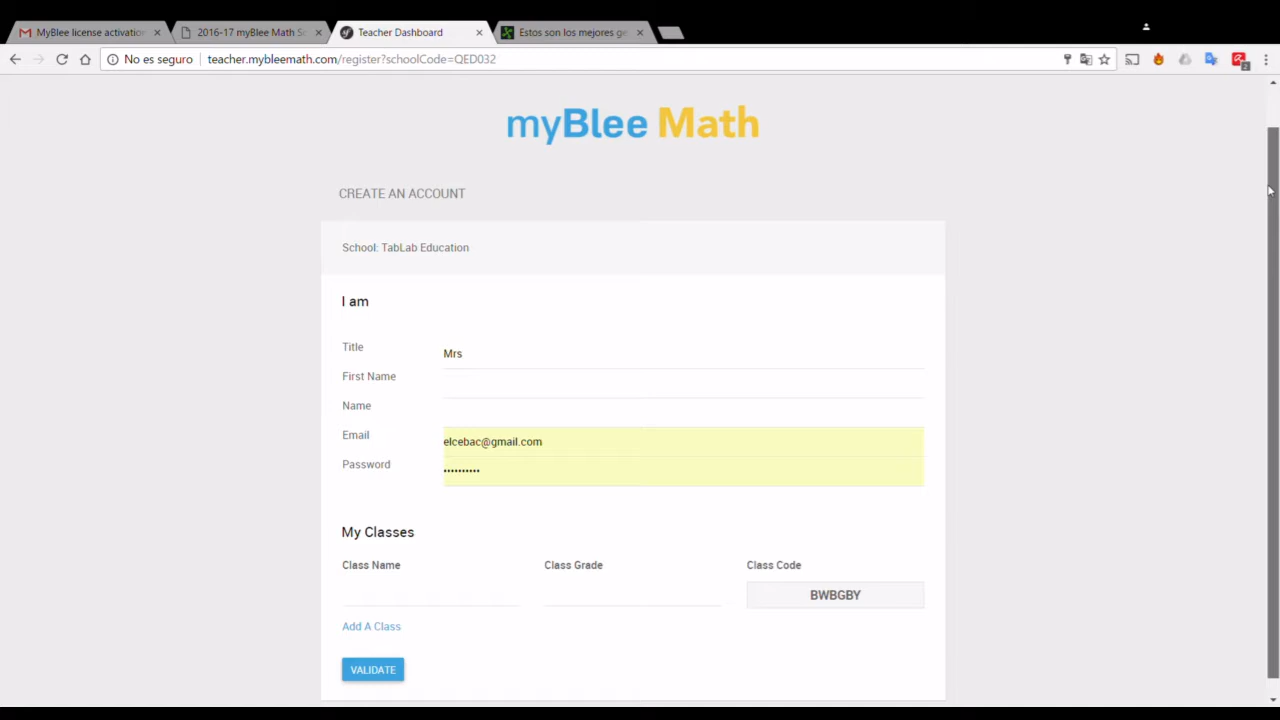 MyBlee license activation
2016-17 myBlee Math Sc
Teacher Dashboard
Estos son los mejores ge
No es seguro
teacher.mybleemath.com/register?schoolCode=QED032
2
myBlee Math
CREATE AN ACCOUNT
School: TabLab Education
I am
Title
Mrs
First Name
Name
Email
elcebac@gmail.com
Password
••••••••••
My Classes
Class Name
Class Grade
Class Code
BWBGBY
Add A Class
VALIDATE